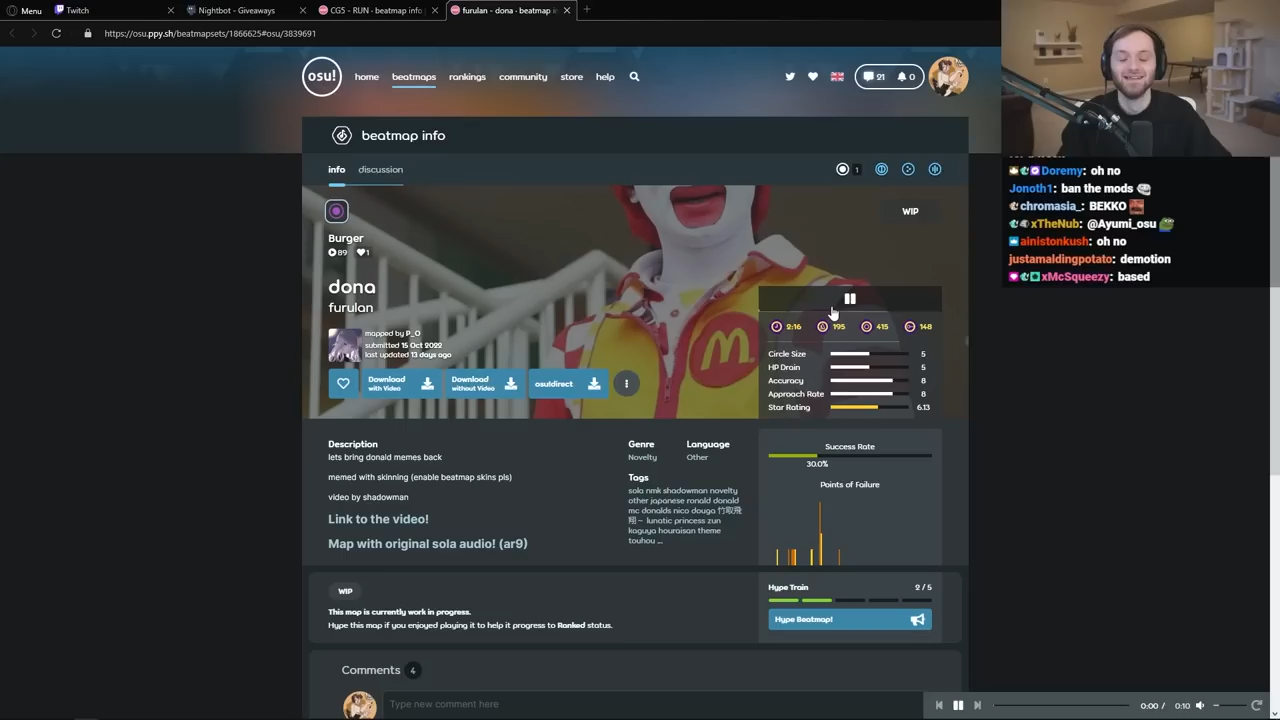 Menu
Twitch
Nightbot - Giveaways
CGS - RUN - beatmap info
furulan - dona - beatmap in
https://osu.ppy.sh/beatmapsets/1866625#osu/3839691
osu!
home
beatmaps
rankings
community
store
help
21
0
beatmap info
info
discussion
1
WIP
Burger
89
1
dona
furulan
mapped by P_O
submitted 15 Oct 2022
last updated 13 days ago
Download
with Video
Download
without Video
osu!direct
2:16
195
415
148
Circle Size 5
HP Drain 5
Accuracy 8
Approach Rate 8
Star Rating 6.13
Description
lets bring donald memes back
memed with skinning (enable beatmap skins pls)
video by shadowman
Link to the video!
Map with original sola audio! (ar9)
Genre
Novelty
Language
Other
Tags
sola nmk shadowman novelty
other japanese ronald donald
mc donalds nico douga 竹取飛
翔～ lunatic princess zun
kaguya houraisan theme
touhou ...
Success Rate
30.0%
Points of Failure
WIP
This map is currently work in progress.
Hype this map if you enjoyed playing it to help it progress to Ranked status.
Hype Train 2 / 5
Hype Beatmap!
Comments 4
Type new comment here
Doremy: oh no
Jonoth1: ban the mods
chromasia_: BEKKO
xTheNub: @Ayumi_osu
ainistonkush: oh no
justamaldingpotato: demotion
xMcSqueezy: based
0:00 / 0:10